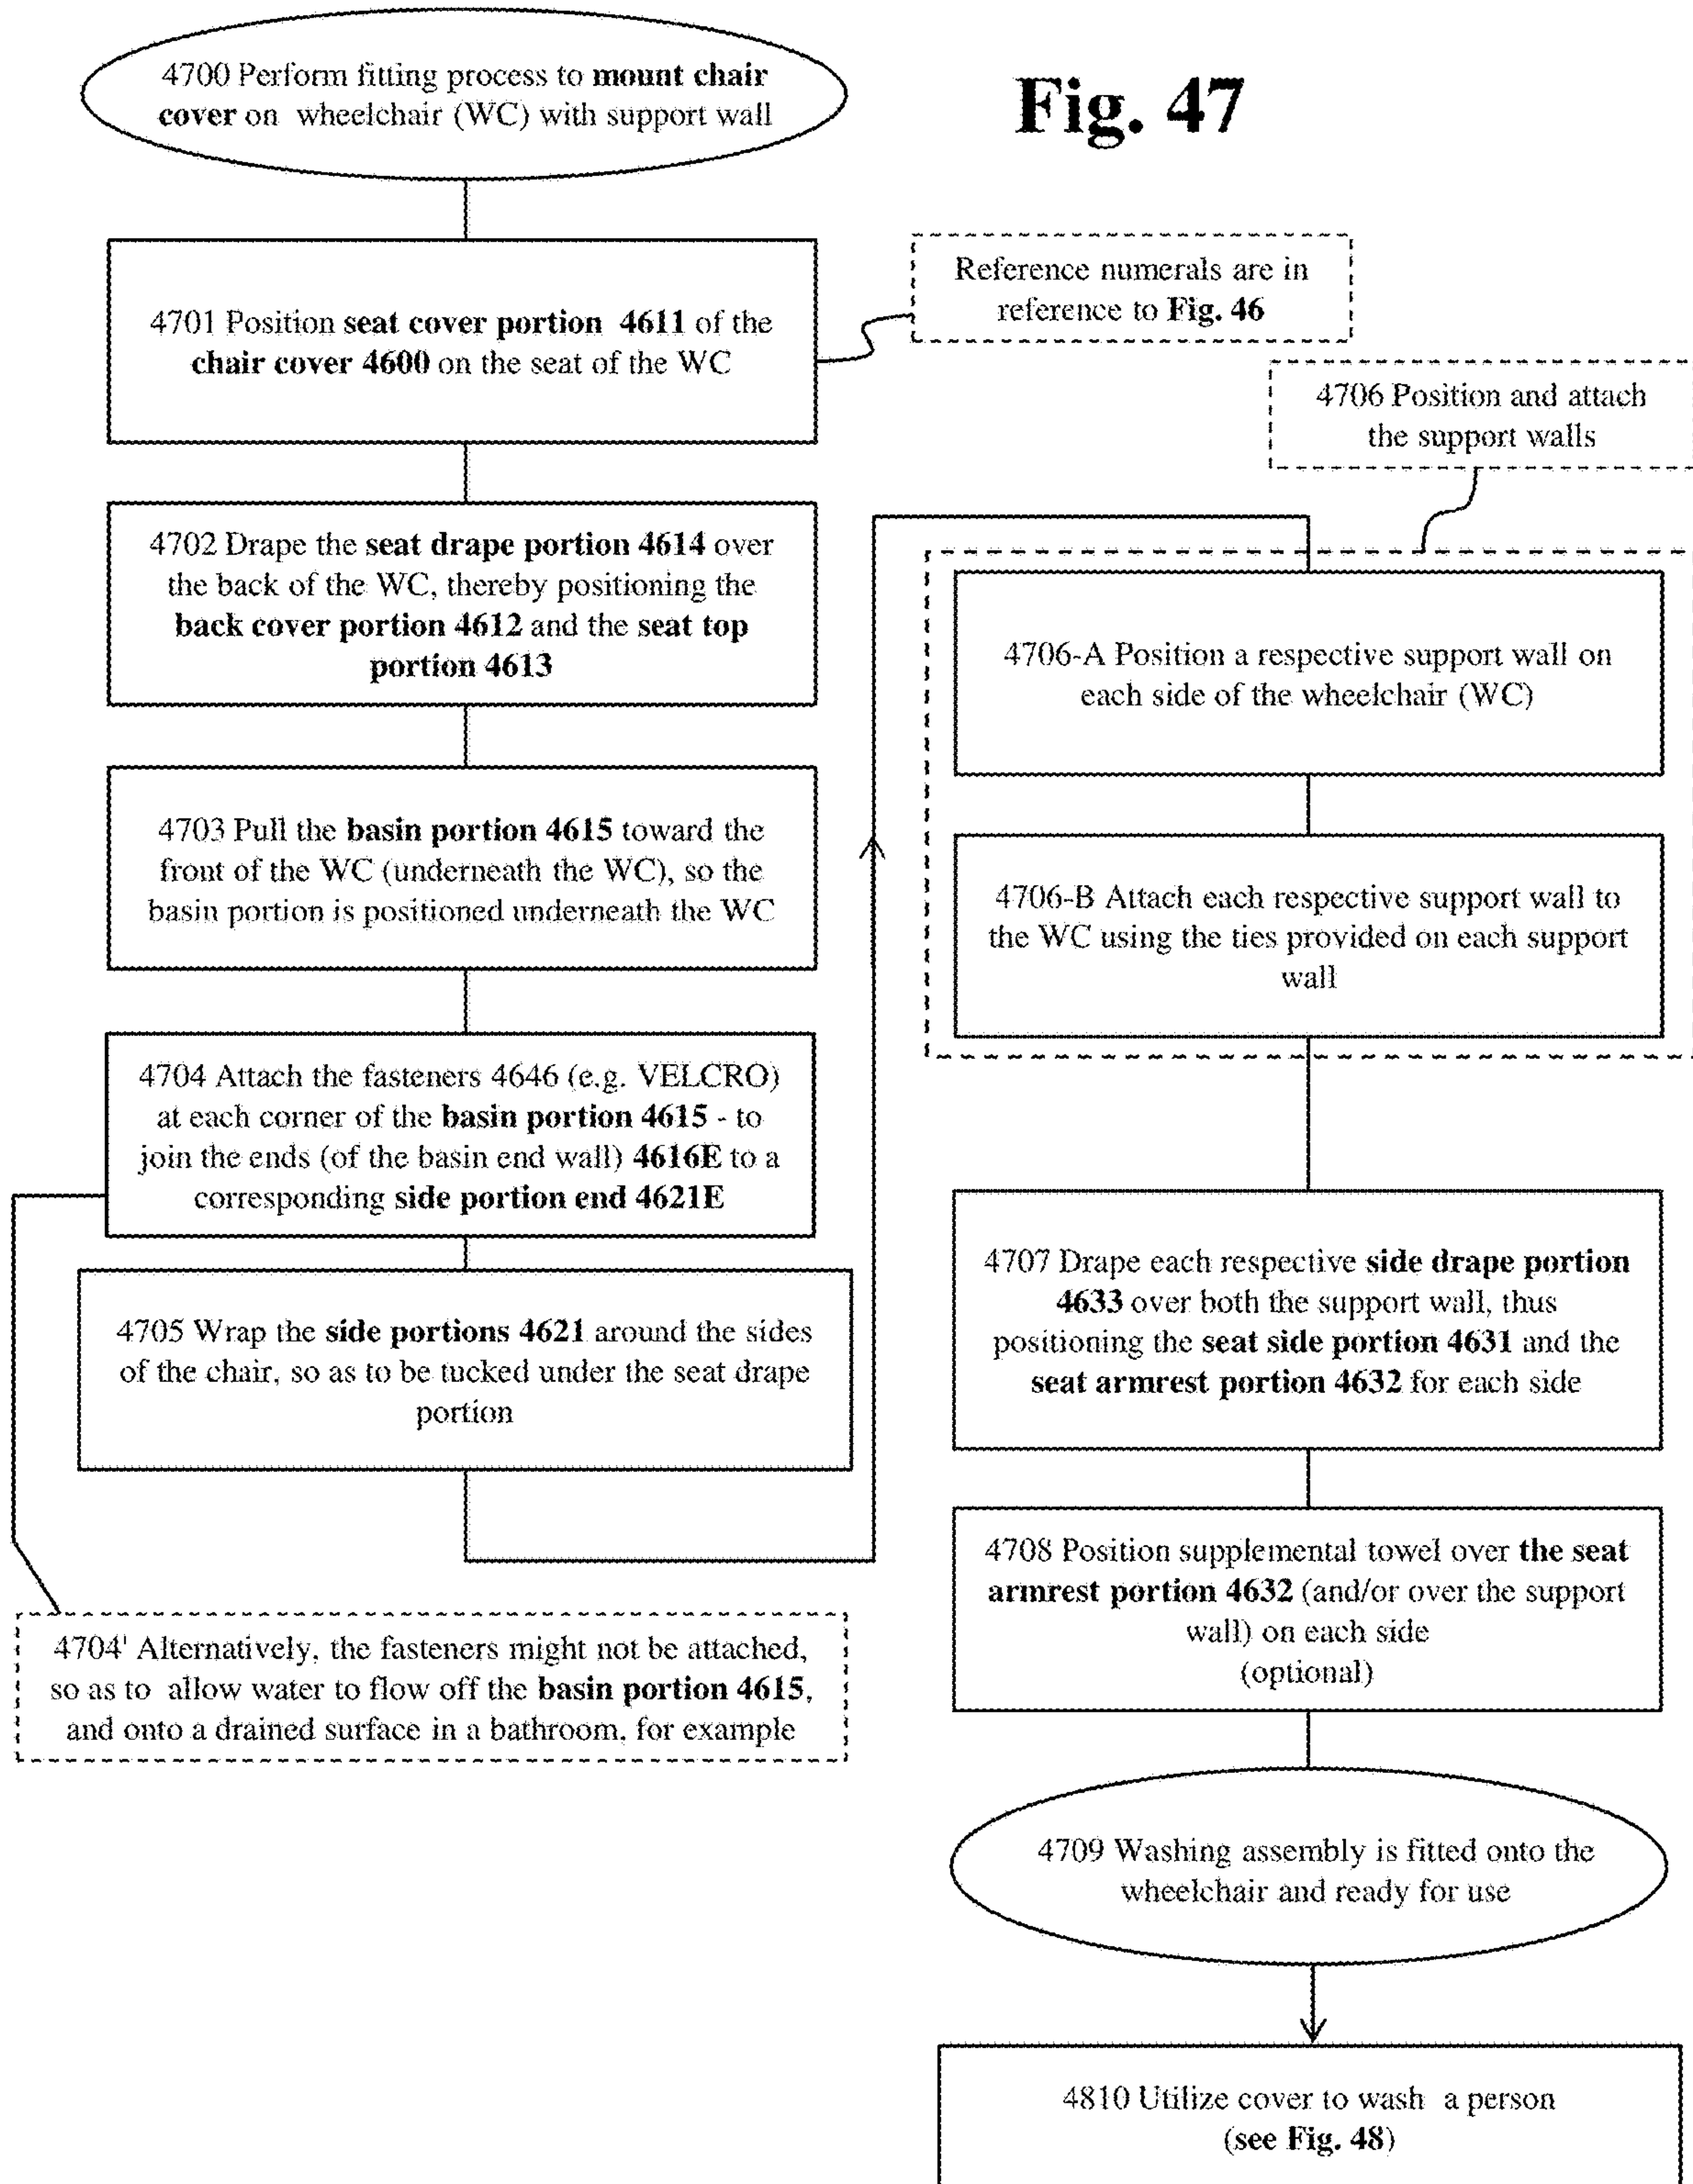 Fig. 47
4700 Perform fitting process to mount chair
cover on wheelchair (WC) with support wall
4701 Position seat cover portion 4611 of the
chair cover 4600 on the seat of the WC
Reference numerals are in
reference to Fig. 46
4702 Drape the seat drape portion 4614 over
the back of the WC, thereby positioning the
back cover portion 4612 and the seat top
portion 4613
4703 Pull the basin portion 4615 toward the
front of the WC (underneath the WC), so the
basin portion is positioned underneath the WC
4704 Attach the fasteners 4646 (e.g. VELCRO)
at each corner of the basin portion 4615 - to
join the ends (of the basin end wall) 4616E to a
corresponding side portion end 4621E
4705 Wrap the side portions 4621 around the sides
of the chair, so as to be tucked under the seat drape
portion
4704' Alternatively, the fasteners might not be attached,
so as to allow water to flow off the basin portion 4615,
and onto a drained surface in a bathroom, for example
4706 Position and attach
the support walls
4706-A Position a respective support wall on
each side of the wheelchair (WC)
4706-B Attach each respective support wall to
the WC using the ties provided on each support
wall
4707 Drape each respective side drape portion
4633 over both the support wall, thus
positioning the seat side portion 4631 and the
seat armrest portion 4632 for each side
4708 Position supplemental towel over the seat
armrest portion 4632 (and/or over the support
wall) on each side
(optional)
4709 Washing assembly is fitted onto the
wheelchair and ready for use
4810 Utilize cover to wash a person
(see Fig. 48)